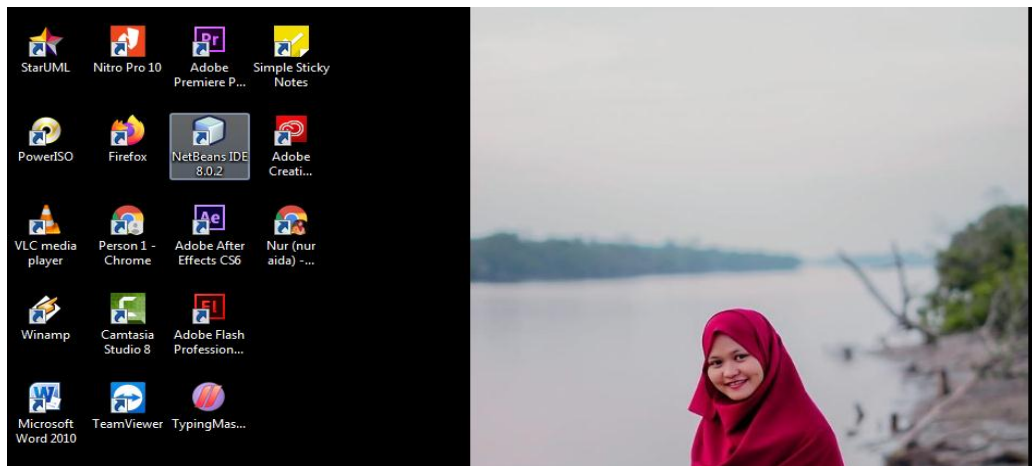 StarUML
Nitro Pro 10
Adobe
Premiere P...
Simple Sticky
Notes
PowerISO
Firefox
NetBeans IDE
8.0.2
Adobe
Creati...
VLC media
player
Person 1 -
Chrome
Adobe After
Effects CS6
Nur (nur
aida) -...
Winamp
Camtasia
Studio 8
Adobe Flash
Profession...
Microsoft
Word 2010
TeamViewer
TypingMas...